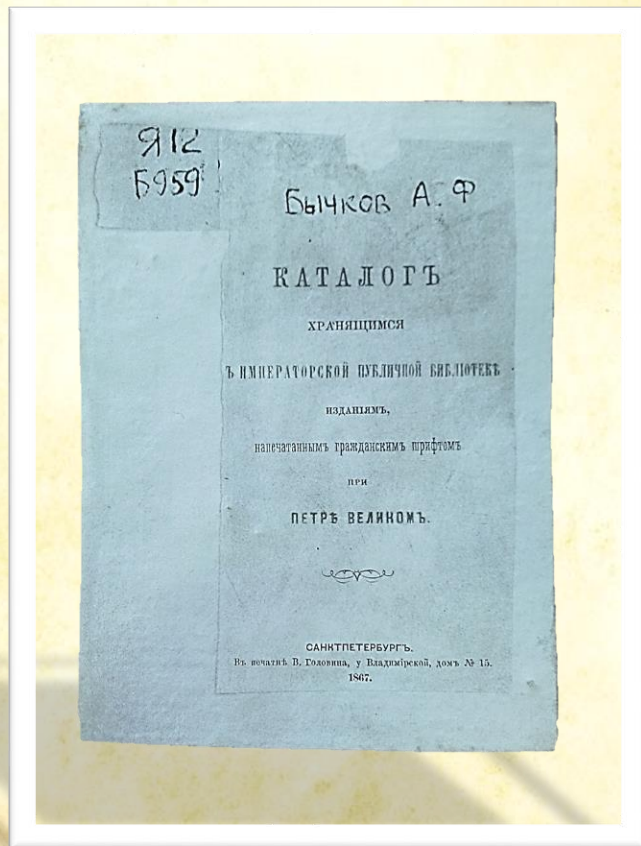 Я12
Б959
Бычков А. Ф
КАТАЛОГЪ
ХРАНЯЩИМСЯ
Ъ ИМПЕРАТОРСКОЙ ПУБЛИЧНОЙ БИБЛІОТЕКѢ
ИЗДАНІЯМЪ,
напечатаннымъ гражданскимъ шрифтомъ
ПРИ
ПЕТРѢ ВЕЛИКОМЪ.
САНКТПЕТЕРБУРГЪ.
Въ печатнѣ В. Головина, у Владимірской, домъ № 15.
1867.